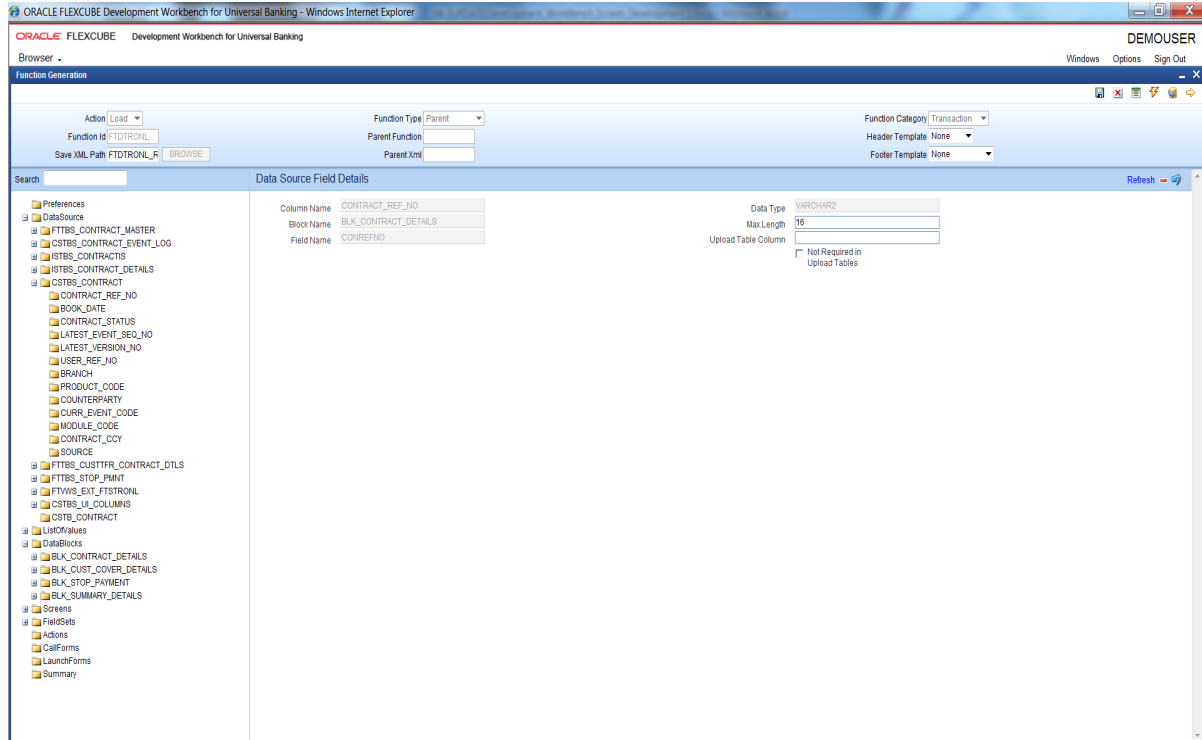 ORACLE FLEXCUBE Development Workbench for Universal Banking - Windows Internet Explorer
ORACLE FLEXCUBE Development Workbench for Universal Banking
DEMOUSER
Browser
Windows Options Sign Out
Function Generation
Action Load
Function Type Parent
Function Category Transaction
Function Id FTDTRONL
Parent Function
Header Template None
Save XML Path FTDTRONL_R BROWSE
Parent Xml
Footer Template None
Search
Data Source Field Details
Refresh
Column Name CONTRACT_REF_NO
Data Type VARCHAR2
Block Name BLK_CONTRACT_DETAILS
Max.Length 16
Field Name CONREFNO
Upload Table Column
Not Required in
Upload Tables
Preferences
DataSource
FTTBS_CONTRACT_MASTER
CSTBS_CONTRACT_EVENT_LOG
ISTBS_CONTRACTIS
ISTBS_CONTRACT_DETAILS
CSTBS_CONTRACT
CONTRACT_REF_NO
BOOK_DATE
CONTRACT_STATUS
LATEST_EVENT_SEQ_NO
LATEST_VERSION_NO
USER_REF_NO
BRANCH
PRODUCT_CODE
COUNTERPARTY
CURR_EVENT_CODE
MODULE_CODE
CONTRACT_CCY
SOURCE
FTTBS_CUSTTFR_CONTRACT_DTLS
FTTBS_STOP_PMNT
FTVWS_EXT_FTSTRONL
CSTBS_UI_COLUMNS
CSTB_CONTRACT
ListOfValues
DataBlocks
BLK_CONTRACT_DETAILS
BLK_CUST_COVER_DETAILS
BLK_STOP_PAYMENT
BLK_SUMMARY_DETAILS
Screens
FieldSets
Actions
CallForms
LaunchForms
Summary